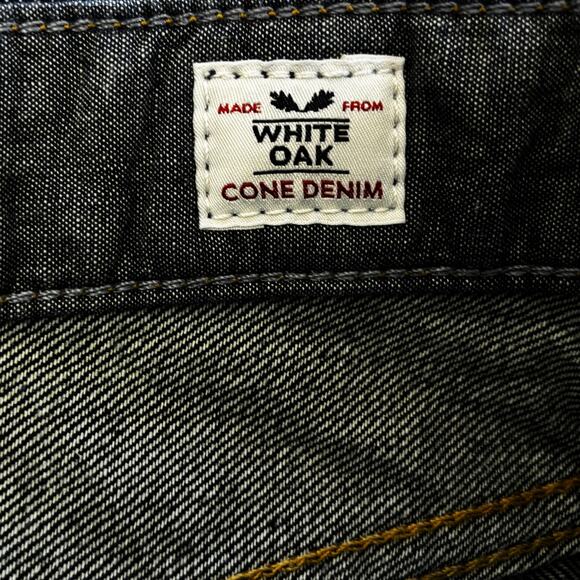 MADE FROM
WHITE
OAK
CONE DENIM